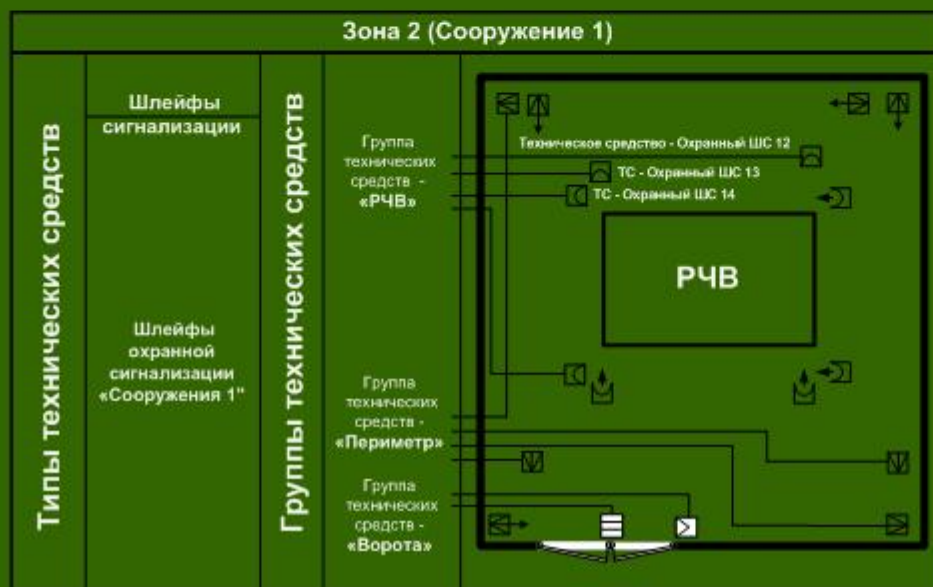 Зона 2 (Сооружение 1)
Типы технических средств
Шлейфы
сигнализации
Шлейфы
охранной
сигнализации
«Сооружения 1"
Группы технических средств
Группа
технических
средств -
«РЧВ»
Группа
технических
средств -
«Периметр»
Группа
технических
средств -
«Ворота»
Техническое средство - Охранный ШС 12
ТС - Охранный ШС 13
ТС - Охранный ШС 14
РЧВ